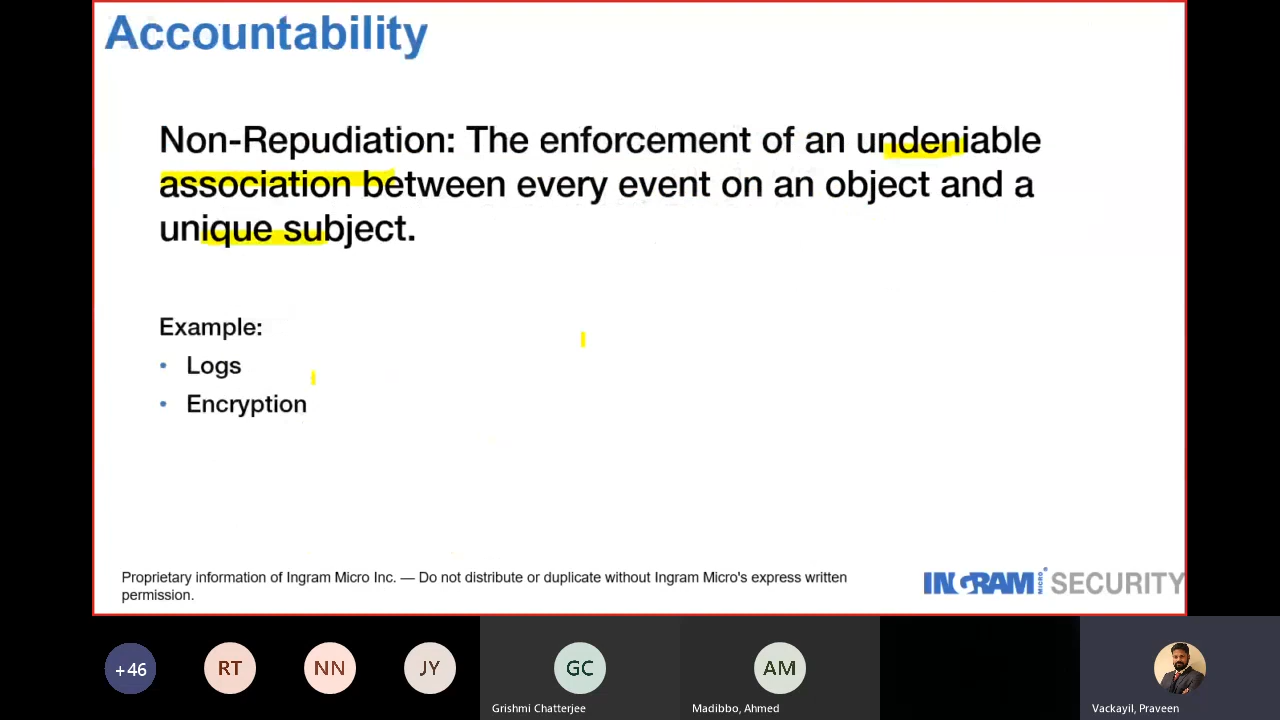 Accountability
Non-Repudiation: The enforcement of an undeniable
association between every event on an object and a
unique subject.
Example:
• Logs
• Encryption
Proprietary information of Ingram Micro Inc. — Do not distribute or duplicate without Ingram Micro's express written
permission.
INGRAM MICRO SECURITY
+46
RT
NN
JY
GC
AM
Grishmi Chatterjee
Madibbo, Ahmed
Vackayil, Praveen